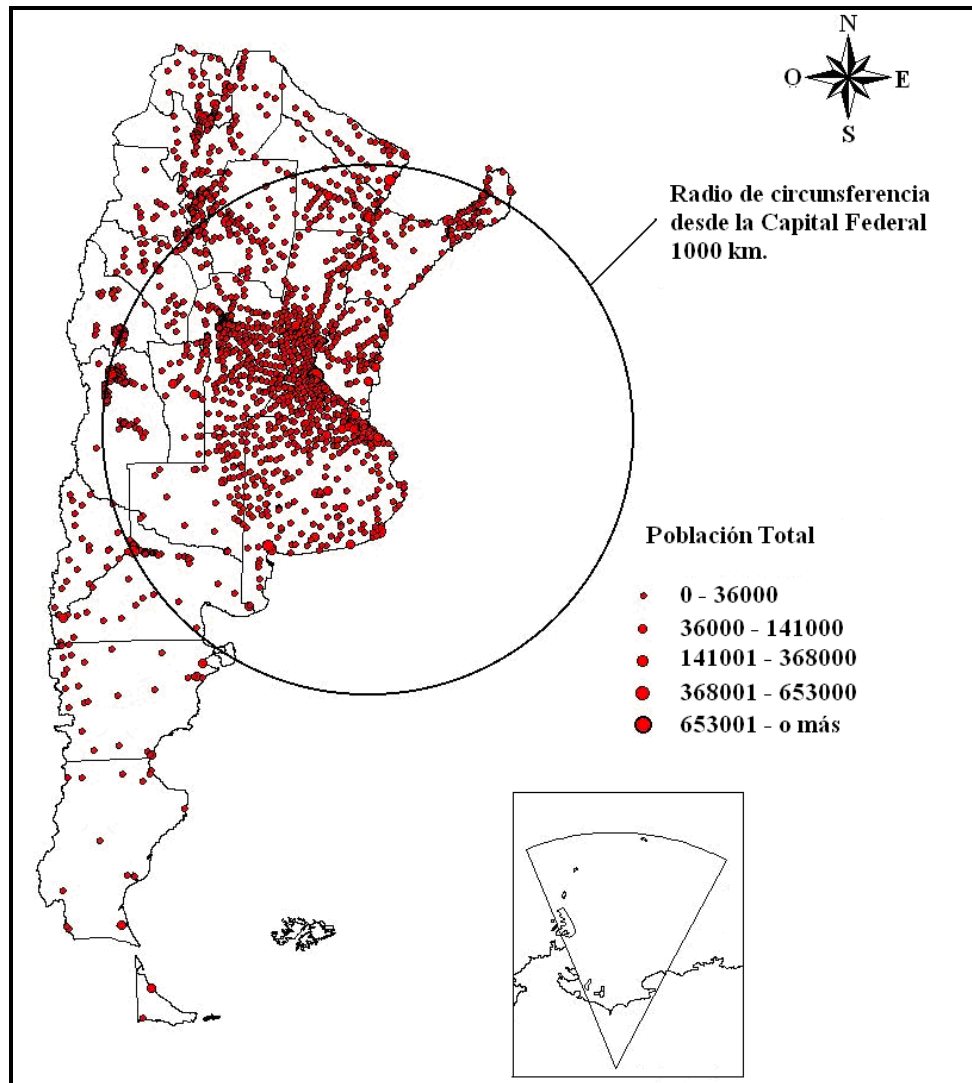 N
O
E
S
Radio de circunsferencia
desde la Capital Federal
1000 km.
Población Total
0 - 36000
36000 - 141000
141001 - 368000
368001 - 653000
653001 - o más